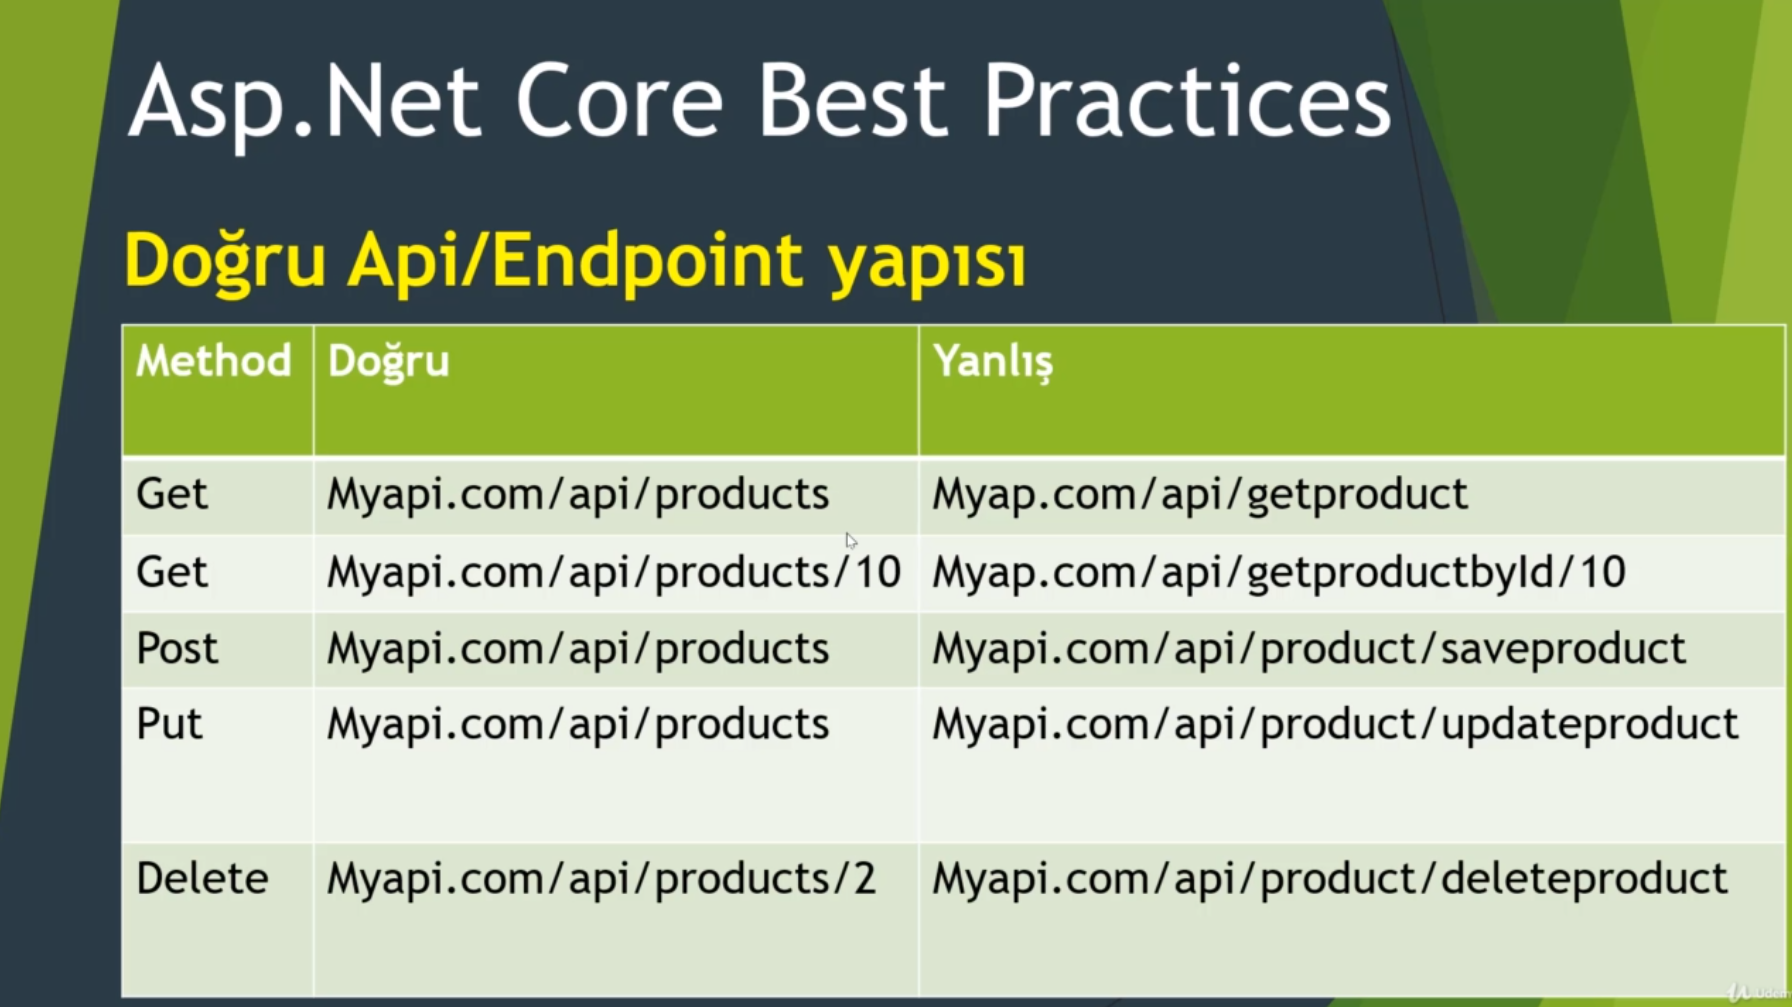 Asp.Net Core Best Practices
Doğru Api/Endpoint yapısı
Method Doğru Yanlış
Get Myapi.com/api/products Myap.com/api/getproduct
Get Myapi.com/api/products/10 Myap.com/api/getproductbyId/10
Post Myapi.com/api/products Myapi.com/api/product/saveproduct
Put Myapi.com/api/products Myapi.com/api/product/updateproduct
Delete Myapi.com/api/products/2 Myapi.com/api/product/deleteproduct